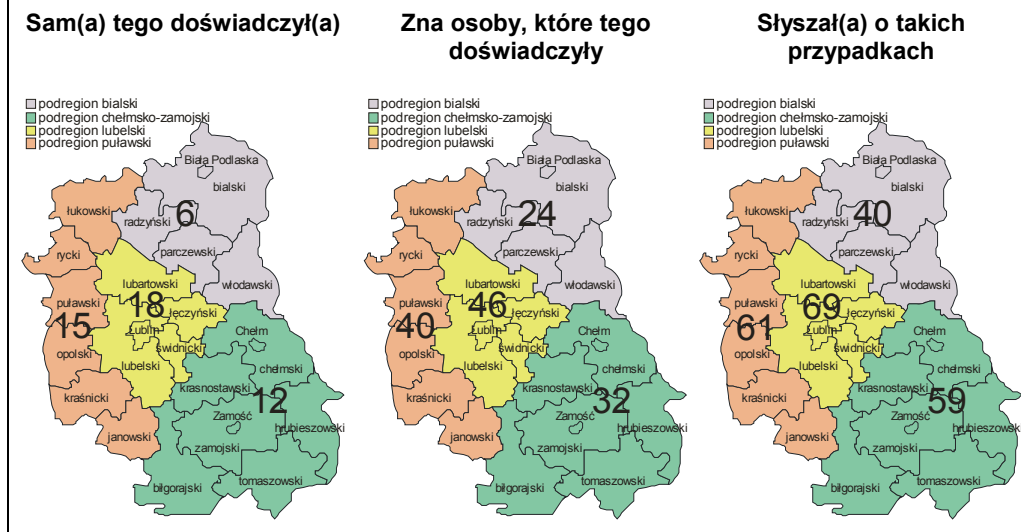 Sam(a) tego doświadczył(a)
podregion bialski
podregion chełmsko-zamojski
podregion lubelski
podregion puławski
Biała Podlaska
bialski
łukowski
radzyński
6
parczewski
rycki
włodawski
lubartowski
puławski
18
łęczyński
15
Lublin
Chełm
świdnicki
opolski
lubelski
chełmski
krasnostawski
kraśnicki
12
Zamość
hrubieszowski
janowski
zamojski
biłgorajski
tomaszowski
Zna osoby, które tego
doświadczyły
podregion bialski
podregion chełmsko-zamojski
podregion lubelski
podregion puławski
Biała Podlaska
bialski
łukowski
radzyński
24
parczewski
rycki
włodawski
lubartowski
puławski
46
łęczyński
40
Lublin
Chełm
świdnicki
opolski
lubelski
chełmski
krasnostawski
kraśnicki
32
Zamość
hrubieszowski
janowski
zamojski
biłgorajski
tomaszowski
Słyszał(a) o takich
przypadkach
podregion bialski
podregion chełmsko-zamojski
podregion lubelski
podregion puławski
Biała Podlaska
bialski
łukowski
radzyński
40
parczewski
rycki
włodawski
lubartowski
puławski
69
łęczyński
61
Lublin
Chełm
świdnicki
opolski
lubelski
chełmski
krasnostawski
kraśnicki
59
Zamość
hrubieszowski
janowski
zamojski
biłgorajski
tomaszowski